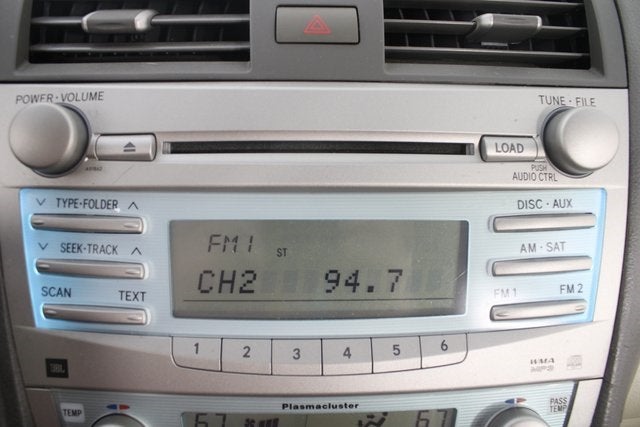 POWER · VOLUME
TUNE · FILE
LOAD
PUSH
AUDIO CTRL
TYPE · FOLDER
DISC · AUX
SEEK · TRACK
AM · SAT
SCAN TEXT
FM 1 FM 2
FM1 ST
CH2 94.7
1 2 3 4 5 6
JBL
WMA
MP3
Plasmacluster
TEMP
67
67
PASS
TEMP